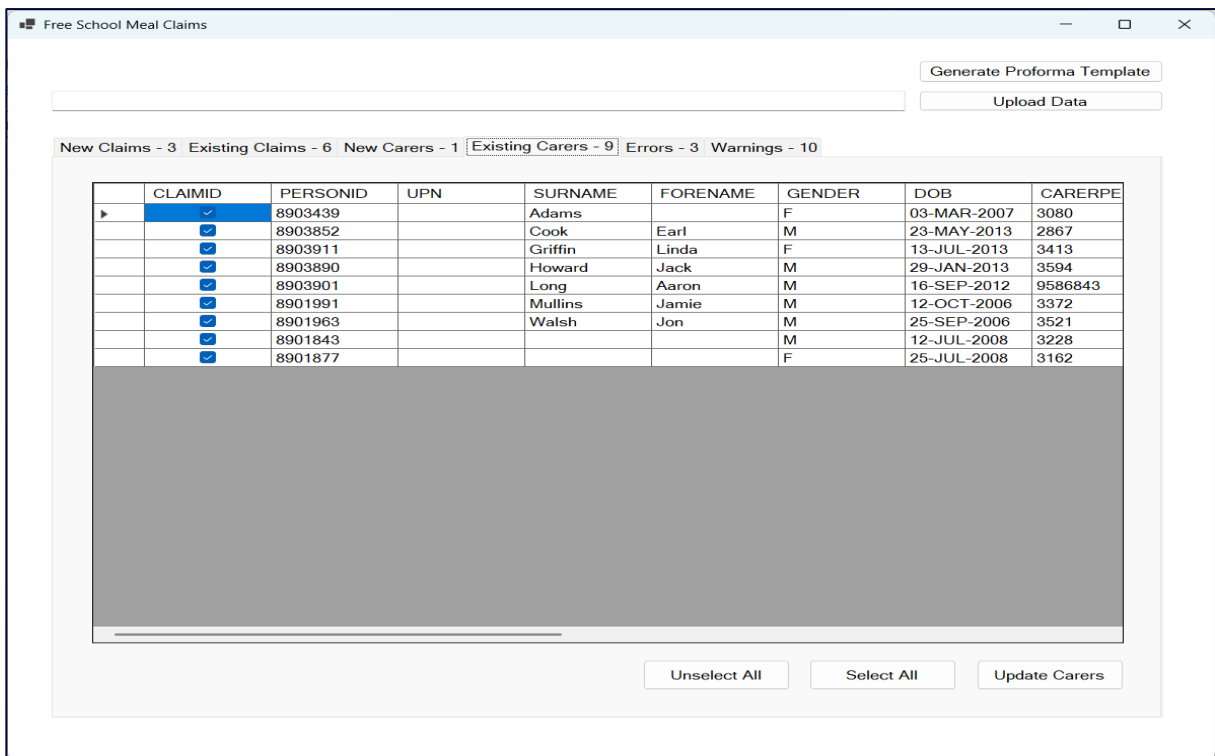 Free School Meal Claims
Generate Proforma Template
Upload Data
New Claims - 3 Existing Claims - 6 New Carers - 1 Existing Carers - 9 Errors - 3 Warnings - 10
CLAIMID PERSONID UPN SURNAME FORENAME GENDER DOB CARERPE
8903439 Adams F 03-MAR-2007 3080
8903852 Cook Earl M 23-MAY-2013 2867
8903911 Griffin Linda F 13-JUL-2013 3413
8903890 Howard Jack M 29-JAN-2013 3594
8903901 Long Aaron M 16-SEP-2012 9586843
8901991 Mullins Jamie M 12-OCT-2006 3372
8901963 Walsh Jon M 25-SEP-2006 3521
8901843 M 12-JUL-2008 3228
8901877 F 25-JUL-2008 3162
Unselect All Select All Update Carers